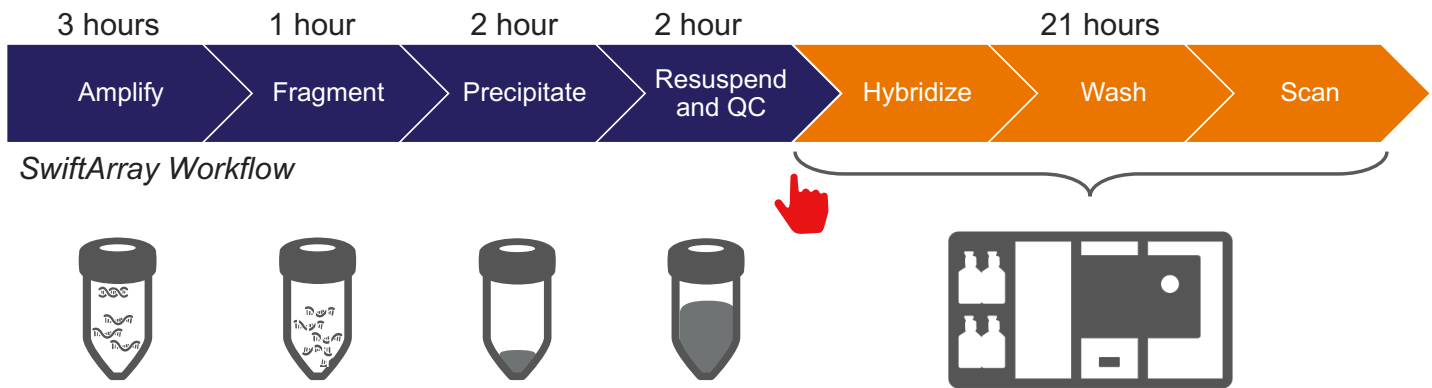 3 hours
1 hour
2 hour
2 hour
21 hours
Amplify
Fragment
Precipitate
Resuspend
and QC
Hybridize
Wash
Scan
SwiftArray Workflow